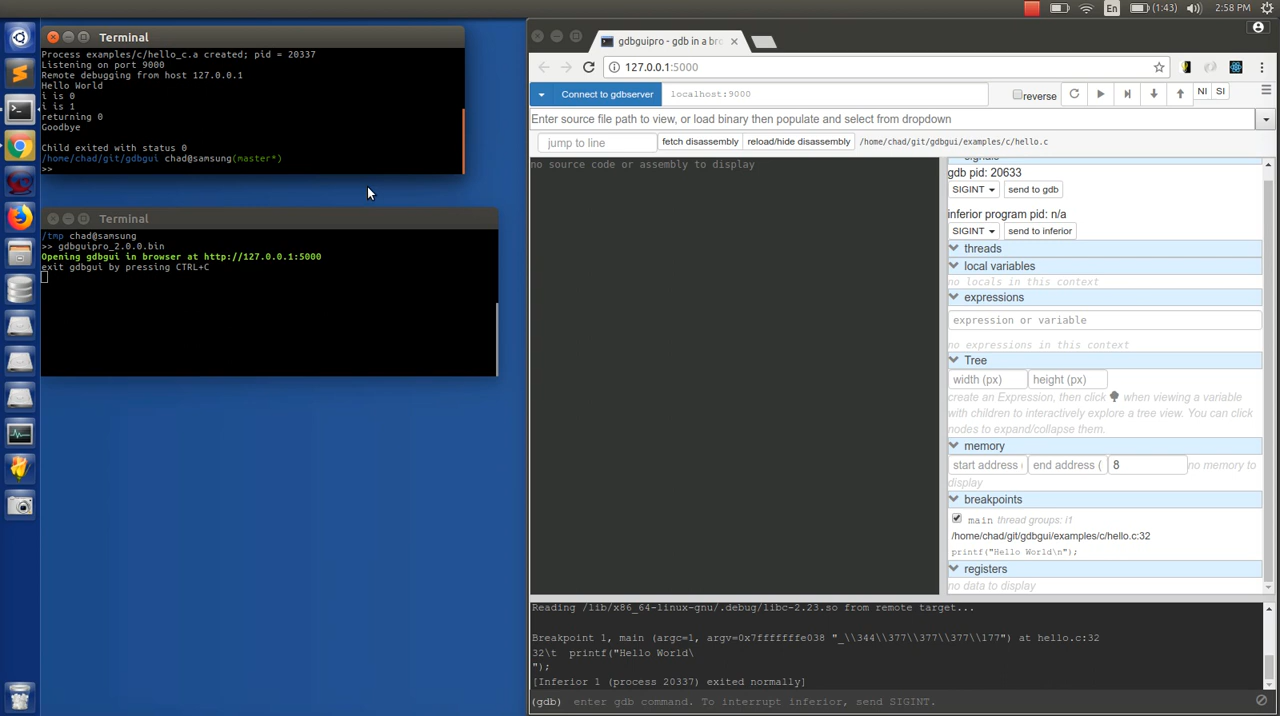 En
(1:43)
2:58 PM
Terminal
Process examples/c/hello_c.a created; pid = 20337
Listening on port 9000
Remote debugging from host 127.0.0.1
Hello World
i is 0
i is 1
returning 0
Goodbye
Child exited with status 0
/home/chad/git/gdbgui chad@samsung(master*)
>>
Terminal
/tmp chad@samsung
>> gdbguipro_2.0.0.bin
Opening gdbgui in browser at http://127.0.0.1:5000
exit gdbgui by pressing CTRL+C
gdbguipro - gdb in a bro
127.0.0.1:5000
Connect to gdbserver
localhost:9000
reverse
NI
SI
Enter source file path to view, or load binary then populate and select from dropdown
jump to line
fetch disassembly
reload/hide disassembly
/home/chad/git/gdbgui/examples/c/hello.c
no source code or assembly to display
signals
gdb pid: 20633
SIGINT
send to gdb
inferior program pid: n/a
SIGINT
send to inferior
threads
local variables
no locals in this context
expressions
expression or variable
no expressions in this context
Tree
width (px)
height (px)
create an Expression, then click when viewing a variable
with children to interactively explore a tree view. You can click
nodes to expand/collapse them.
memory
start address (
end address (
8
no memory to
display
breakpoints
main thread groups: i1
/home/chad/git/gdbgui/examples/c/hello.c:32
printf("Hello World\n");
registers
no data to display
Reading /lib/x86_64-linux-gnu/.debug/libc-2.23.so from remote target...
Breakpoint 1, main (argc=1, argv=0x7fffffffe038 "_\\344\\377\\377\\377\\177") at hello.c:32
32\t  printf("Hello World\
");
[Inferior 1 (process 20337) exited normally]
(gdb) enter gdb command. To interrupt inferior, send SIGINT.